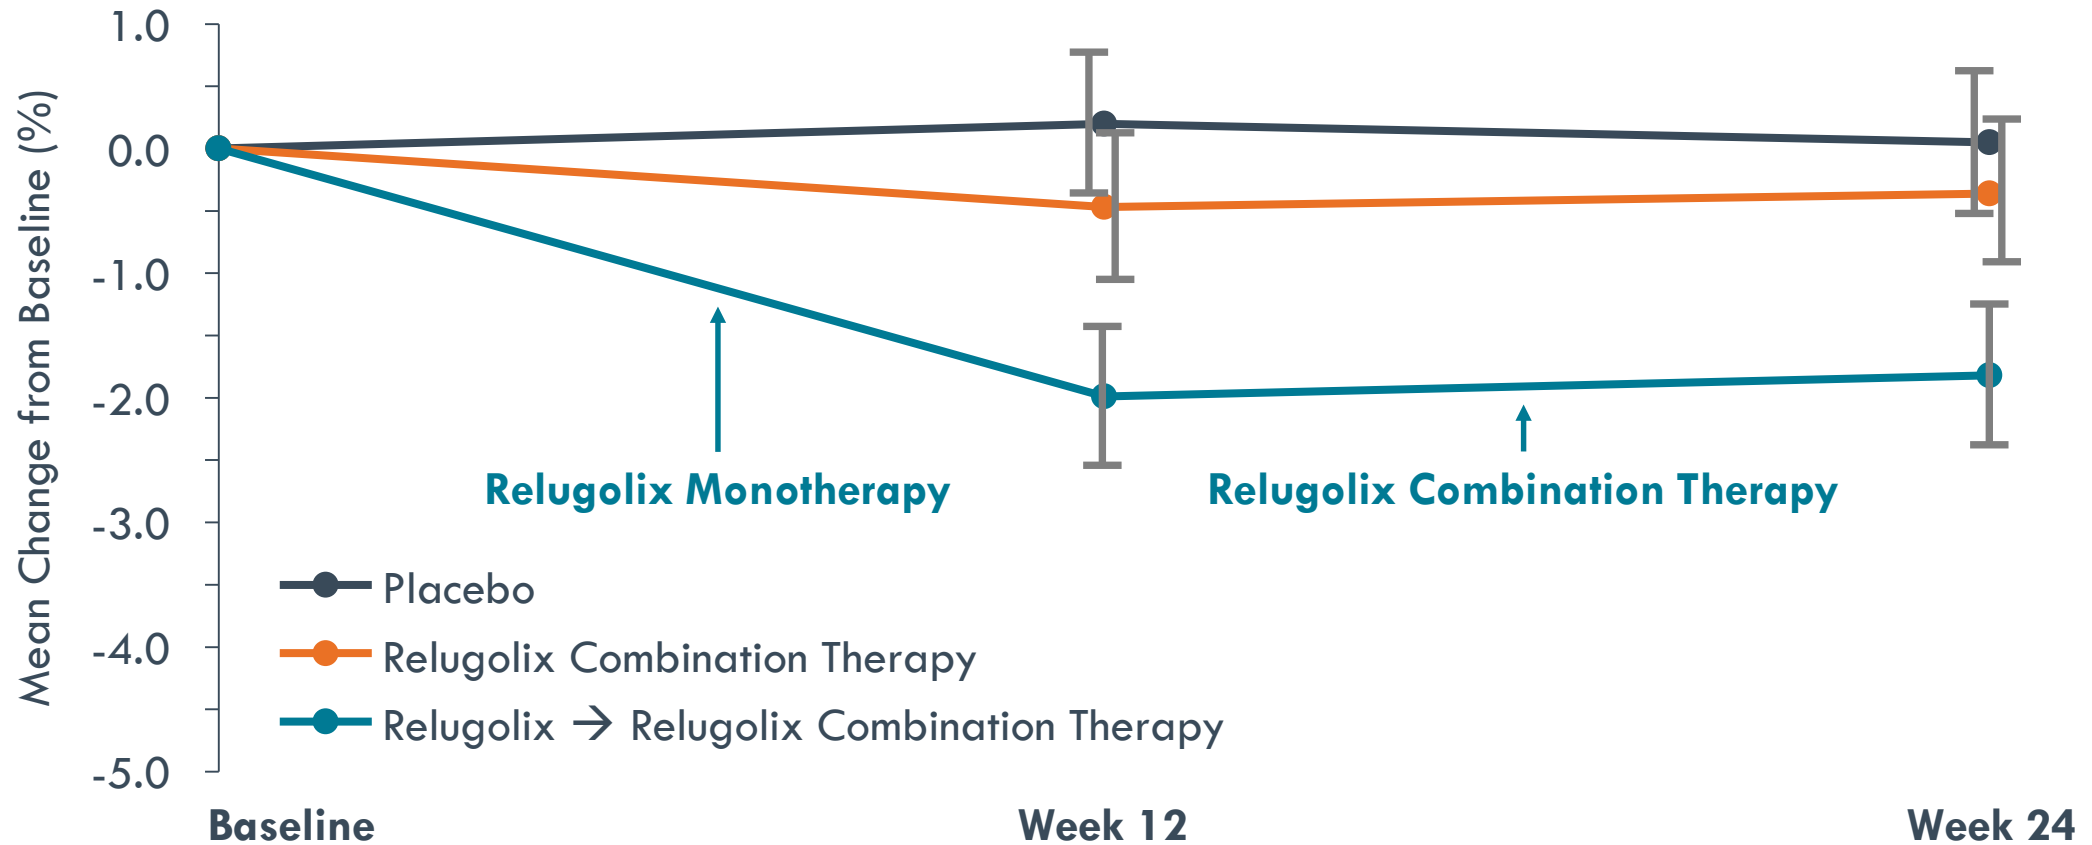 Mean Change from Baseline (%)
1.0
0.0
-1.0
-2.0
-3.0
-4.0
-5.0
Relugolix Monotherapy
Relugolix Combination Therapy
Placebo
Relugolix Combination Therapy
Relugolix → Relugolix Combination Therapy
Baseline
Week 12
Week 24